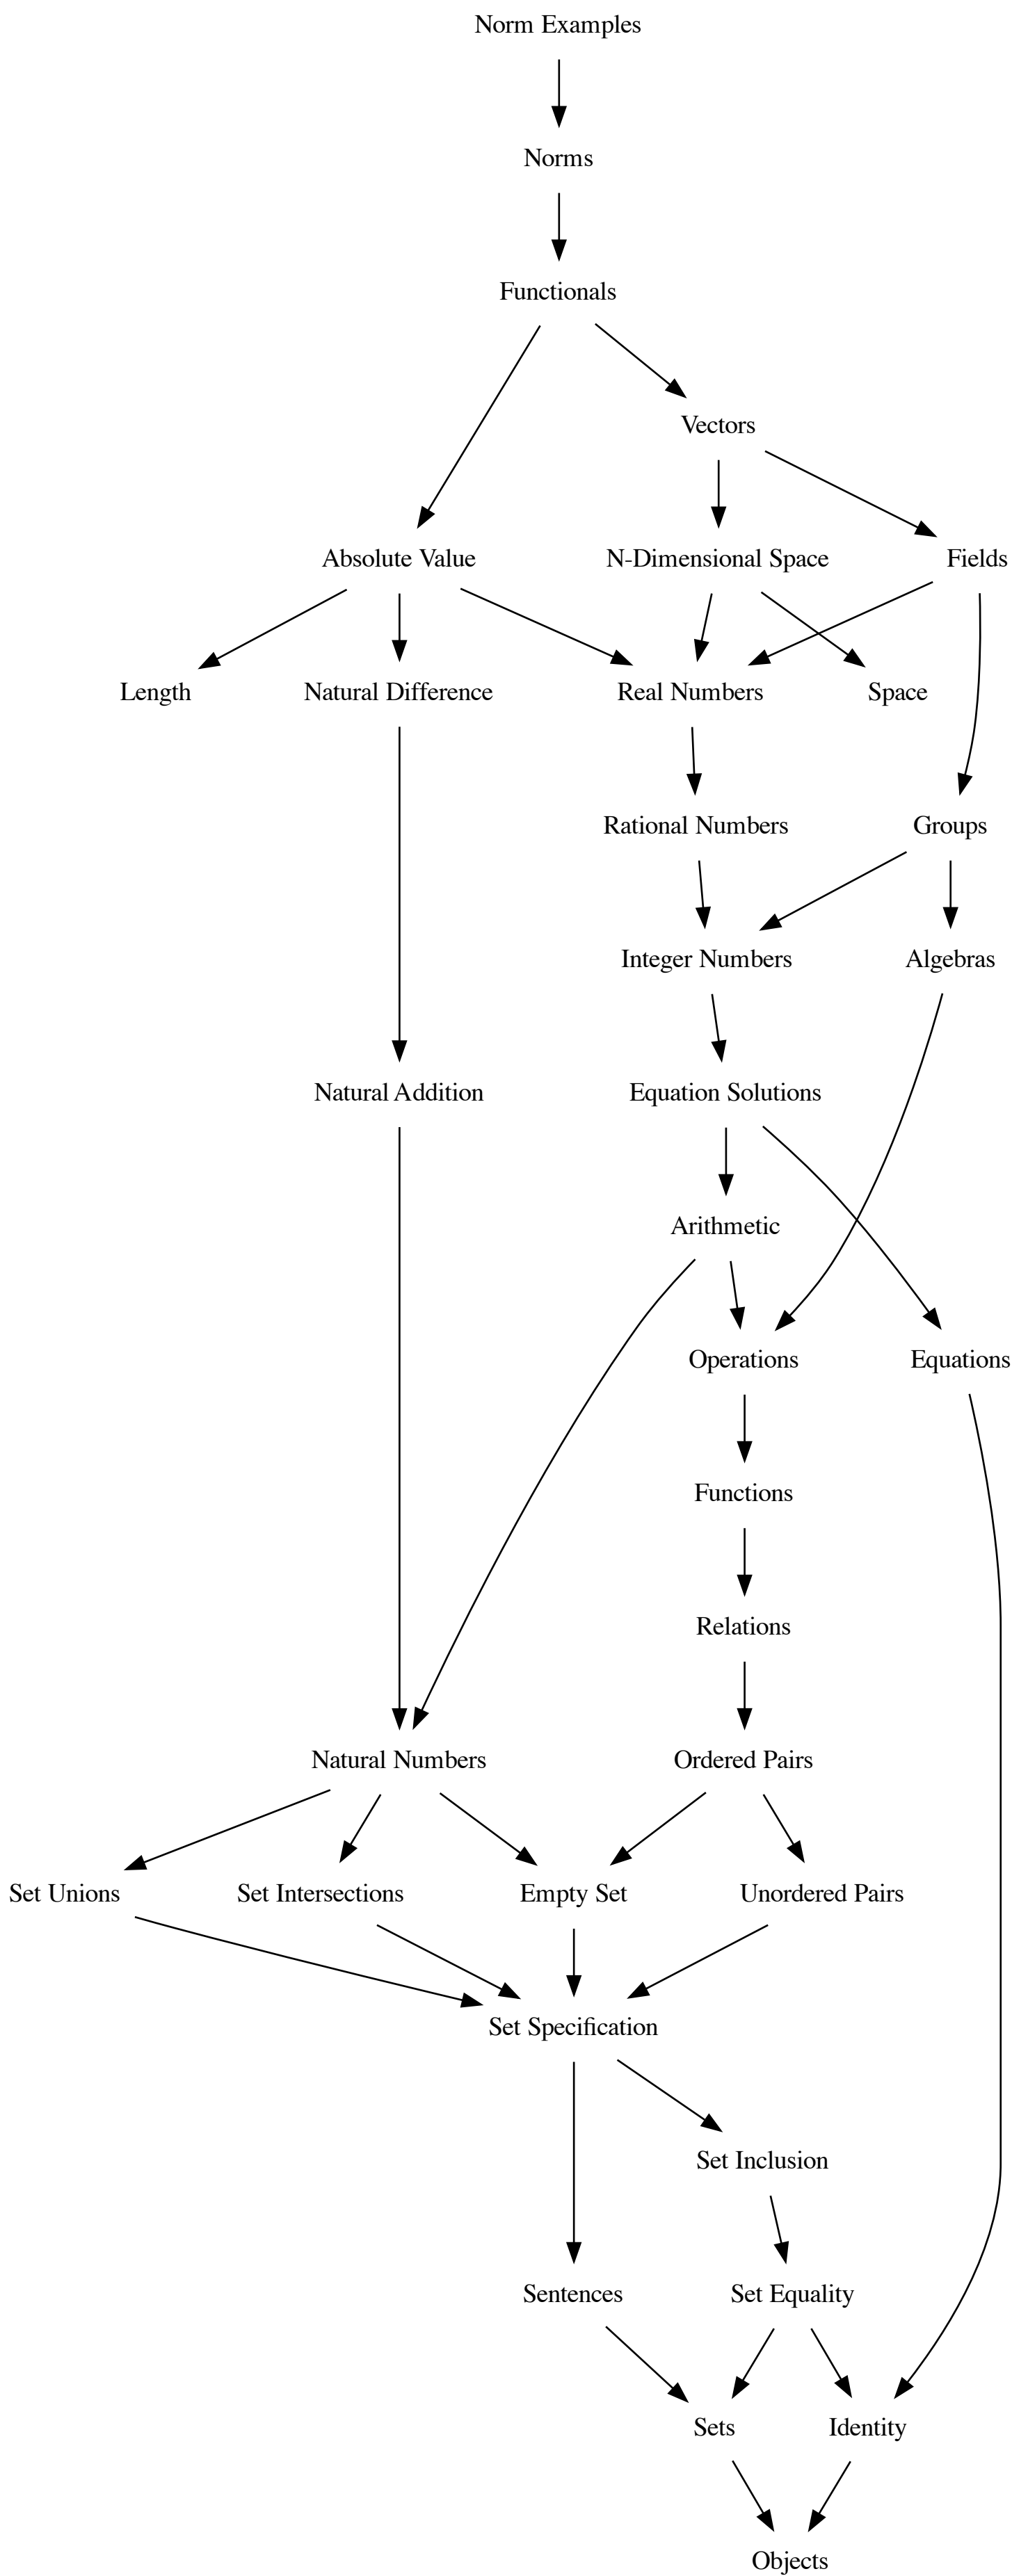 Norm Examples
Norms
Functionals
Vectors
Absolute Value
N-Dimensional Space
Fields
Length
Natural Difference
Real Numbers
Space
Rational Numbers
Groups
Integer Numbers
Algebras
Natural Addition
Equation Solutions
Arithmetic
Operations
Equations
Functions
Relations
Natural Numbers
Ordered Pairs
Set Unions
Set Intersections
Empty Set
Unordered Pairs
Set Specification
Set Inclusion
Sentences
Set Equality
Sets
Identity
Objects